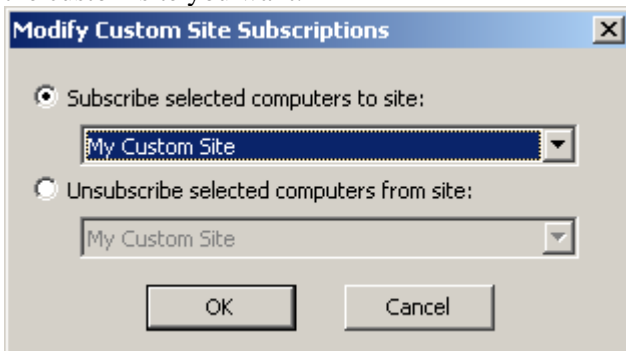 Modify Custom Site Subscriptions
Subscribe selected computers to site:
My Custom Site
Unsubscribe selected computers from site:
My Custom Site
OK Cancel